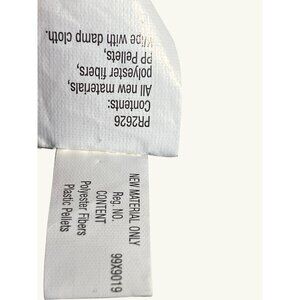 PR2626
Contents:
All new materials,
polyester fibers,
PP Pellets,
Wipe with damp cloth.
NEW MATERIAL ONLY
Reg. NO. 99X9019
CONTENT
Polyester Fibers
Plastic Pellets